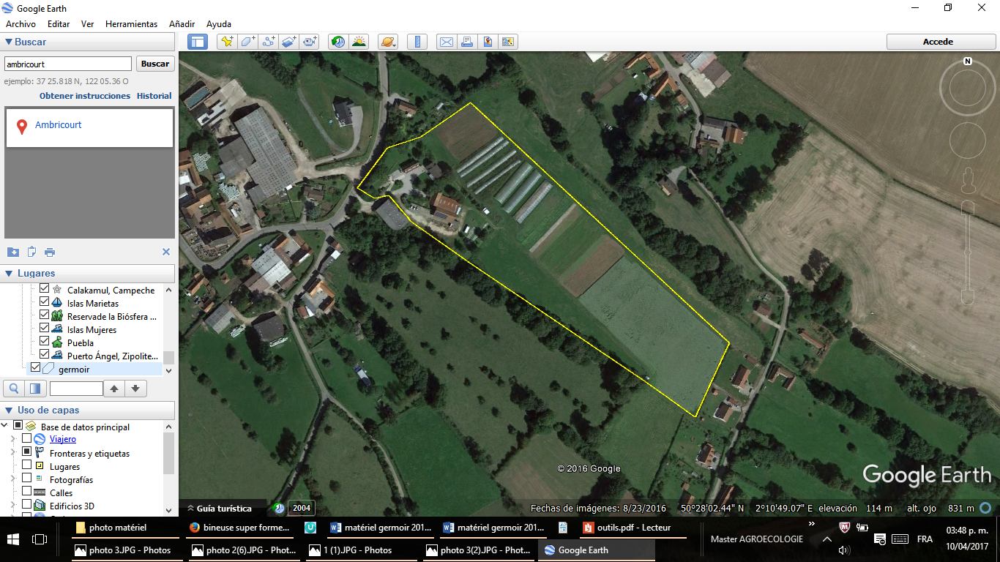 Google Earth
Archivo Editar Ver Herramientas Añadir Ayuda
Buscar
Accede
ambricourt
Buscar
ejemplo: 37 25.818 N, 122 05.36 O
Obtener instrucciones Historial
Ambricourt
Lugares
Calakamul, Campeche
Islas Marietas
Reservade la Biósfera ...
Islas Mujeres
Puebla
Puerto Ángel, Zipolite...
germoir
Uso de capas
Base de datos principal
Viajero
Fronteras y etiquetas
Lugares
Fotografías
Calles
Edificios 3D
N
© 2016 Google
Google Earth
Guía turística 2004
Fechas de imágenes: 8/23/2016 50°28'02.44" N 2°10'49.07" E elevación 114 m alt. ojo 831 m
photo matériel
bineuse super forme...
matériel germoir 201...
matériel germoir 201...
outils.pdf - Lecteur
photo 3.JPG - Photos
photo 2(6).JPG - Phot...
1 (1).JPG - Photos
photo 3(2).JPG - Phot...
Google Earth
Master AGROECOLOGIE
FRA
03:48 p. m.
10/04/2017